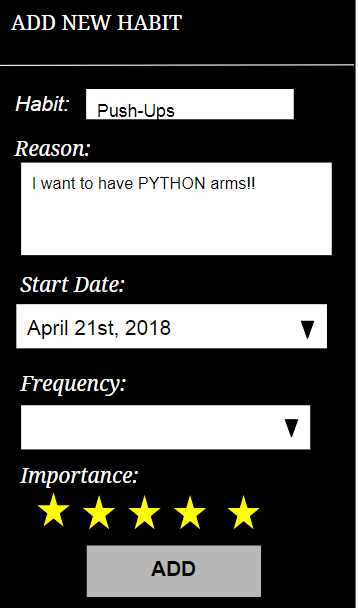 ADD NEW HABIT
Habit: Push-Ups
Reason:
I want to have PYTHON arms!!
Start Date:
April 21st, 2018
Frequency:
Importance:
ADD